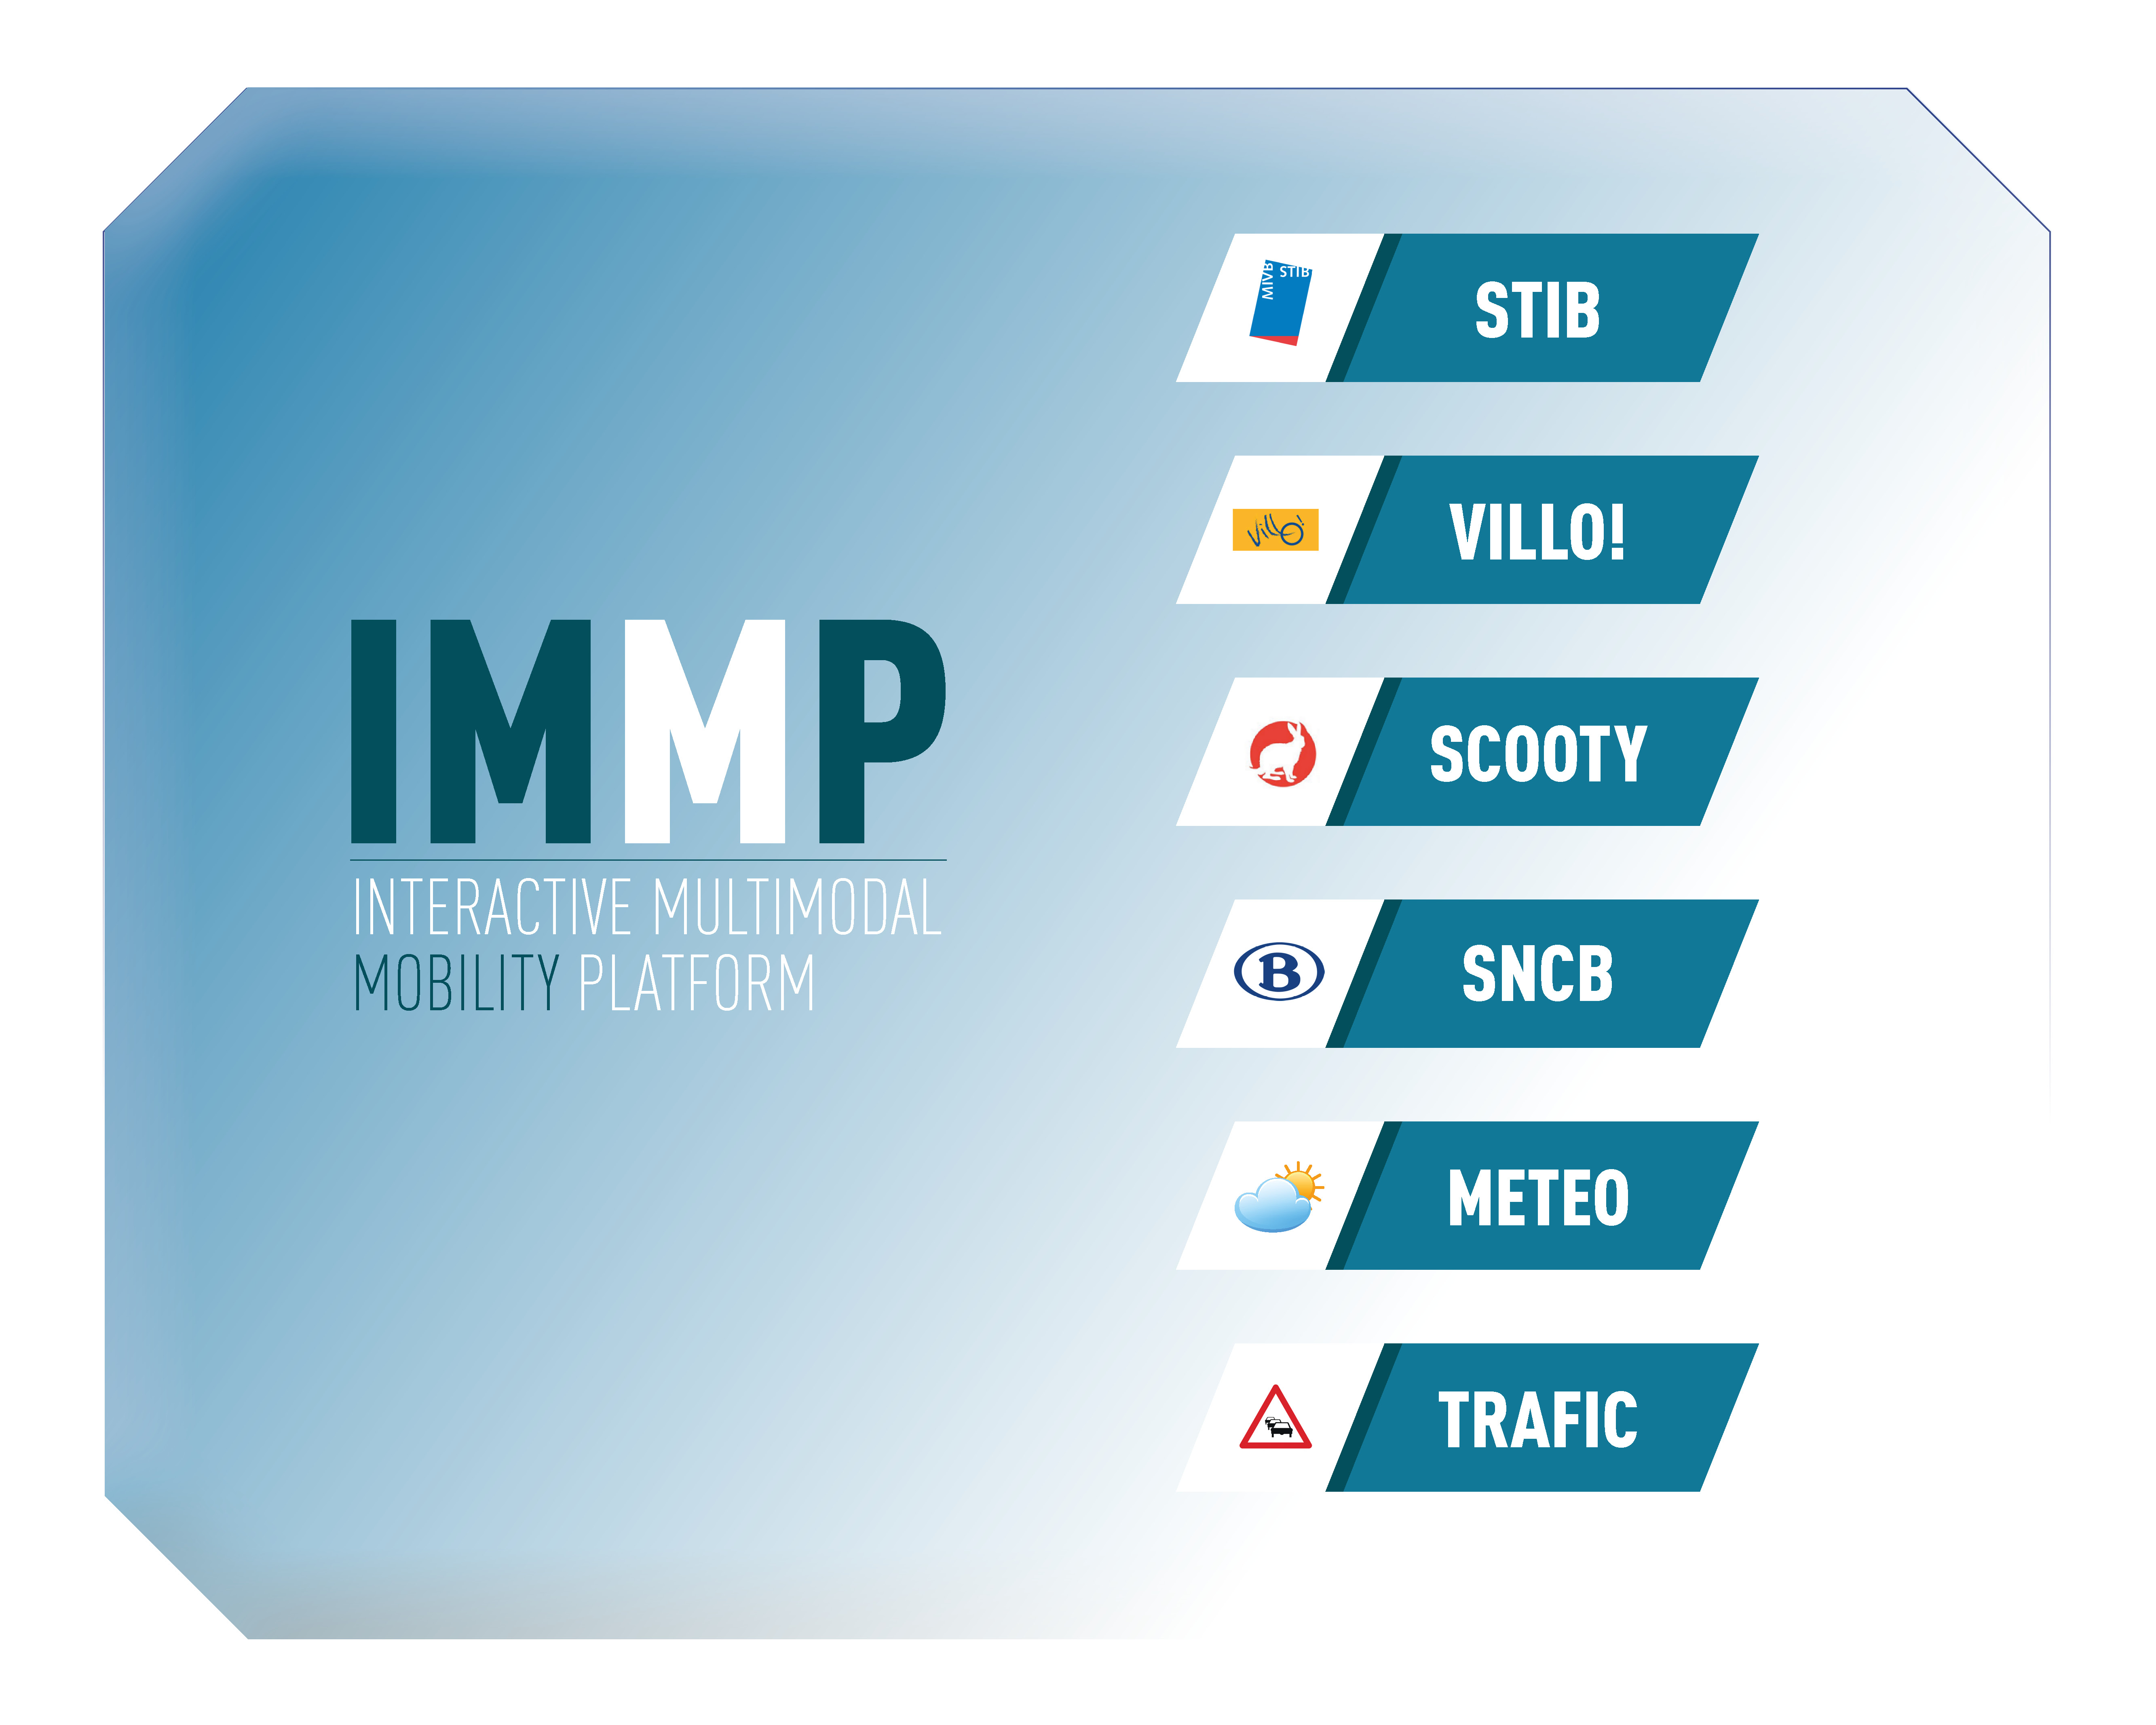 IMMP
INTERACTIVE MULTIMODAL
MOBILITY PLATFORM
MIVB STIB
STIB
Villo!
VILLO!
SCOOTY
B
SNCB
METEO
TRAFIC